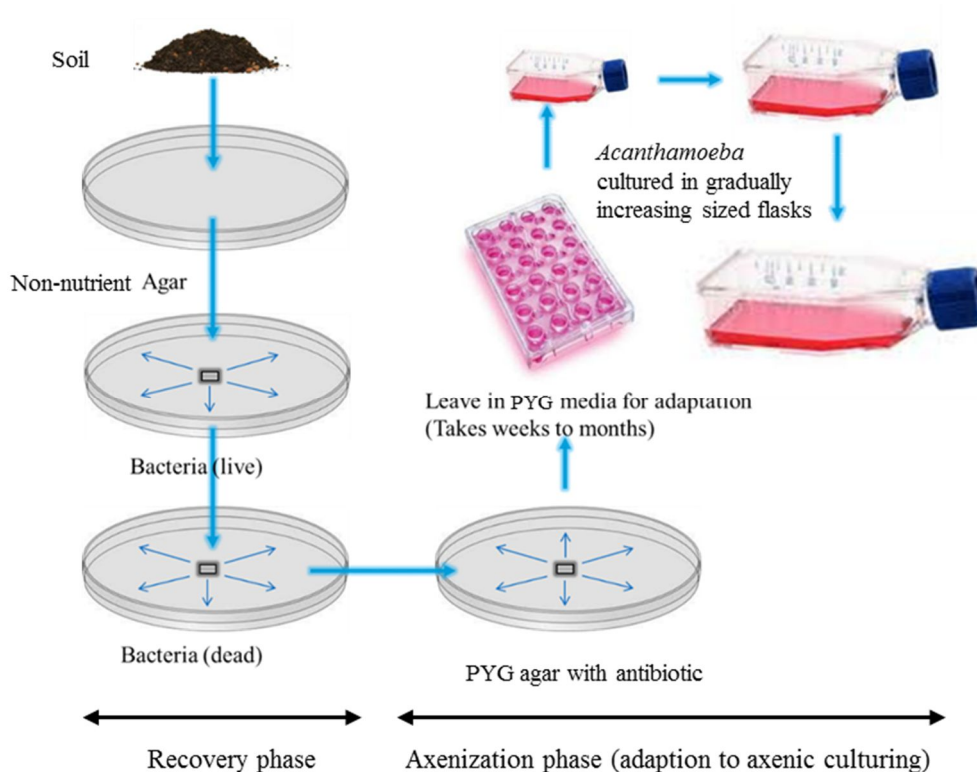 Soil
Non-nutrient Agar
Bacteria (live)
Bacteria (dead)
Acanthamoeba
cultured in gradually
increasing sized flasks
Leave in PYG media for adaptation
(Takes weeks to months)
PYG agar with antibiotic
Recovery phase
Axenization phase (adaption to axenic culturing)